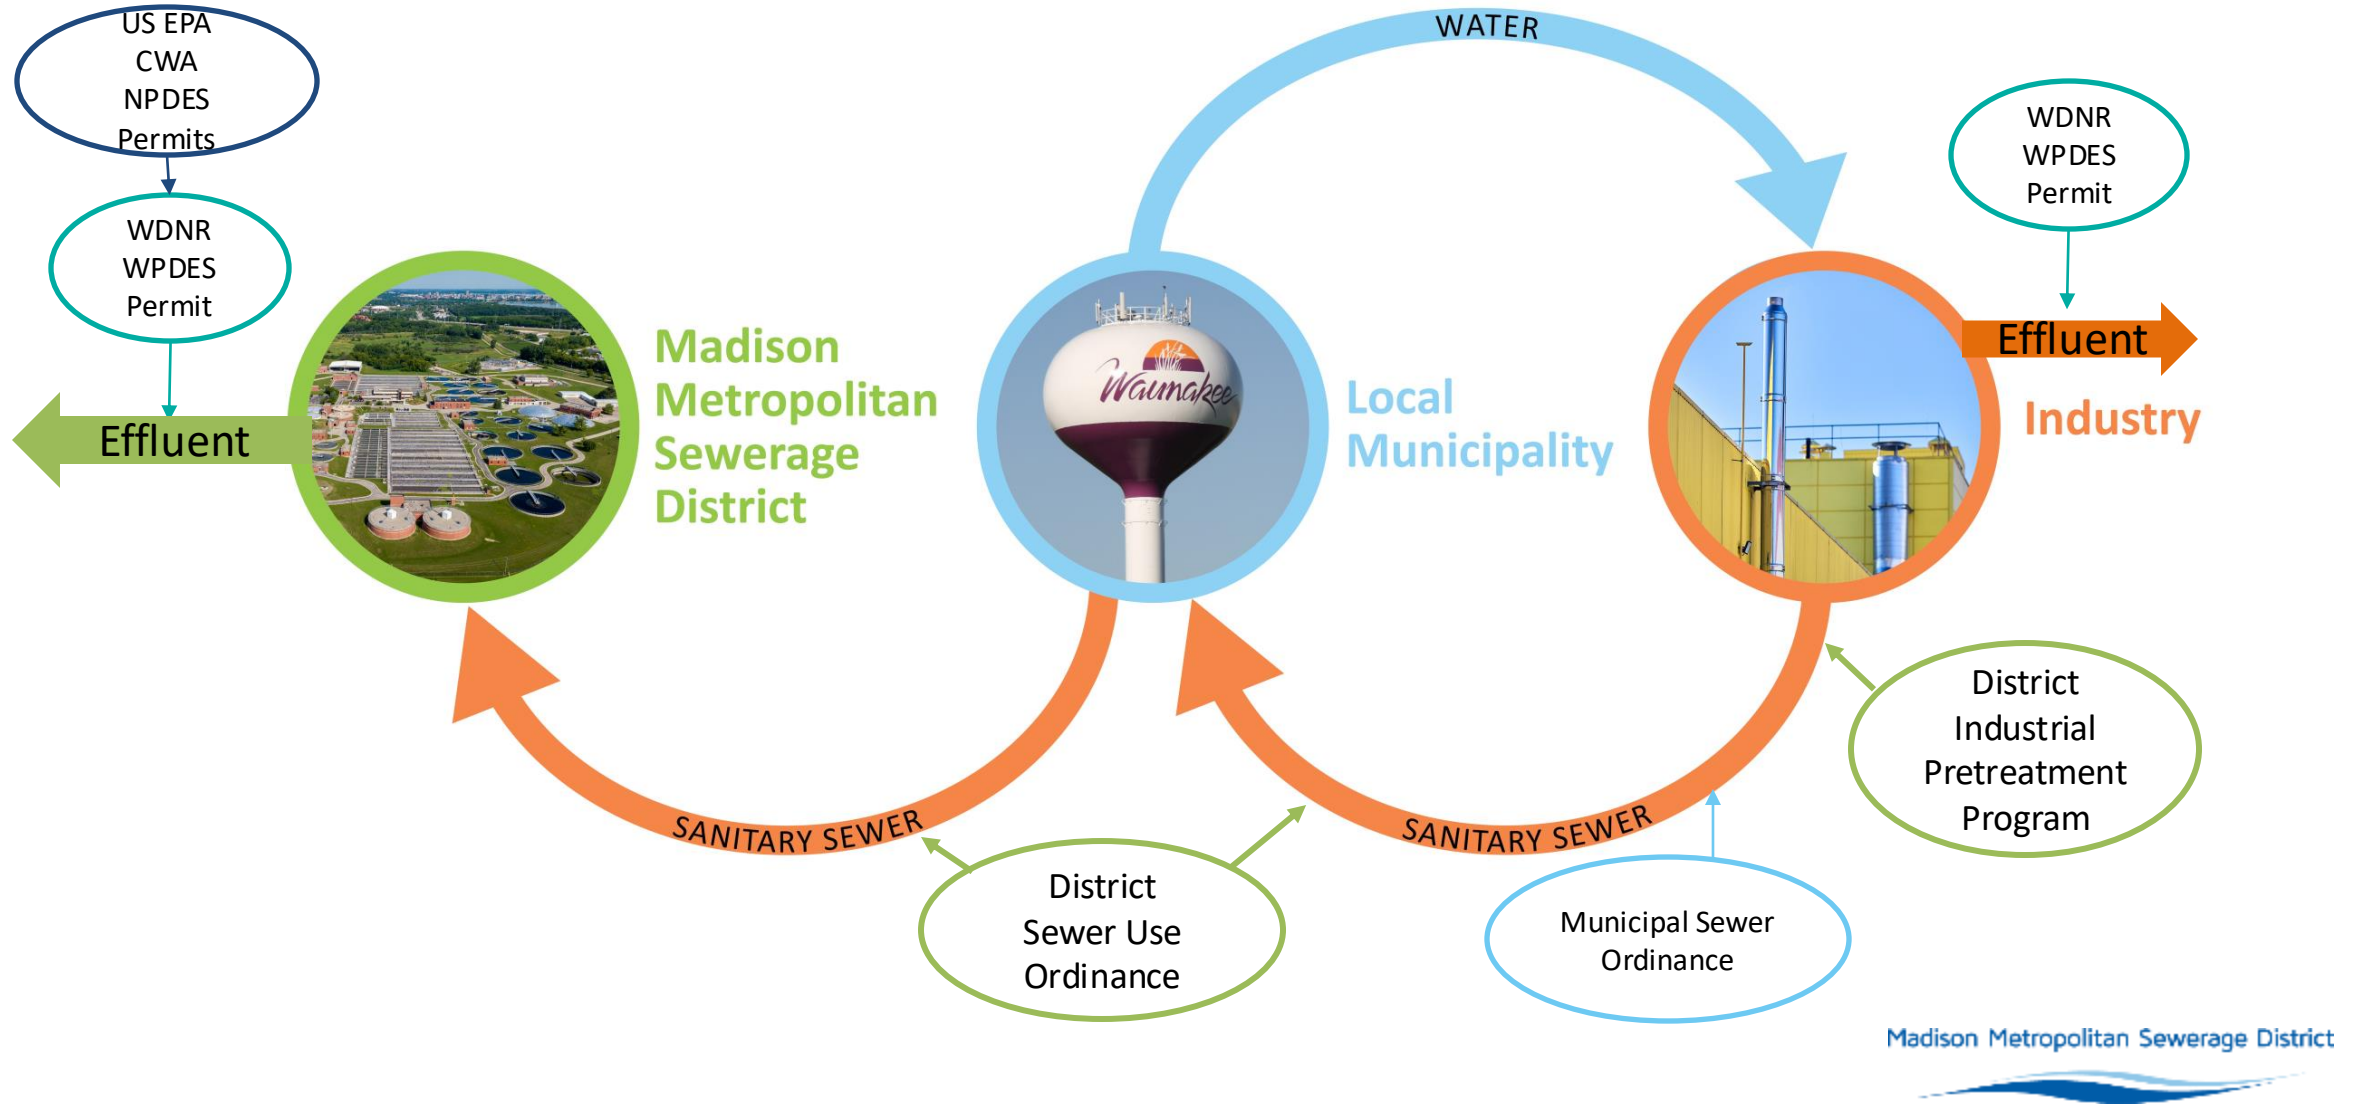 US EPA
CWA
NPDES
Permits
WDNR
WPDES
Permit
Effluent
Madison
Metropolitan
Sewerage
District
WATER
Waunakee
Local
Municipality
WDNR
WPDES
Permit
Effluent
Industry
SANITARY SEWER
SANITARY SEWER
District
Sewer Use
Ordinance
Municipal Sewer
Ordinance
District
Industrial
Pretreatment
Program
Madison Metropolitan Sewerage District